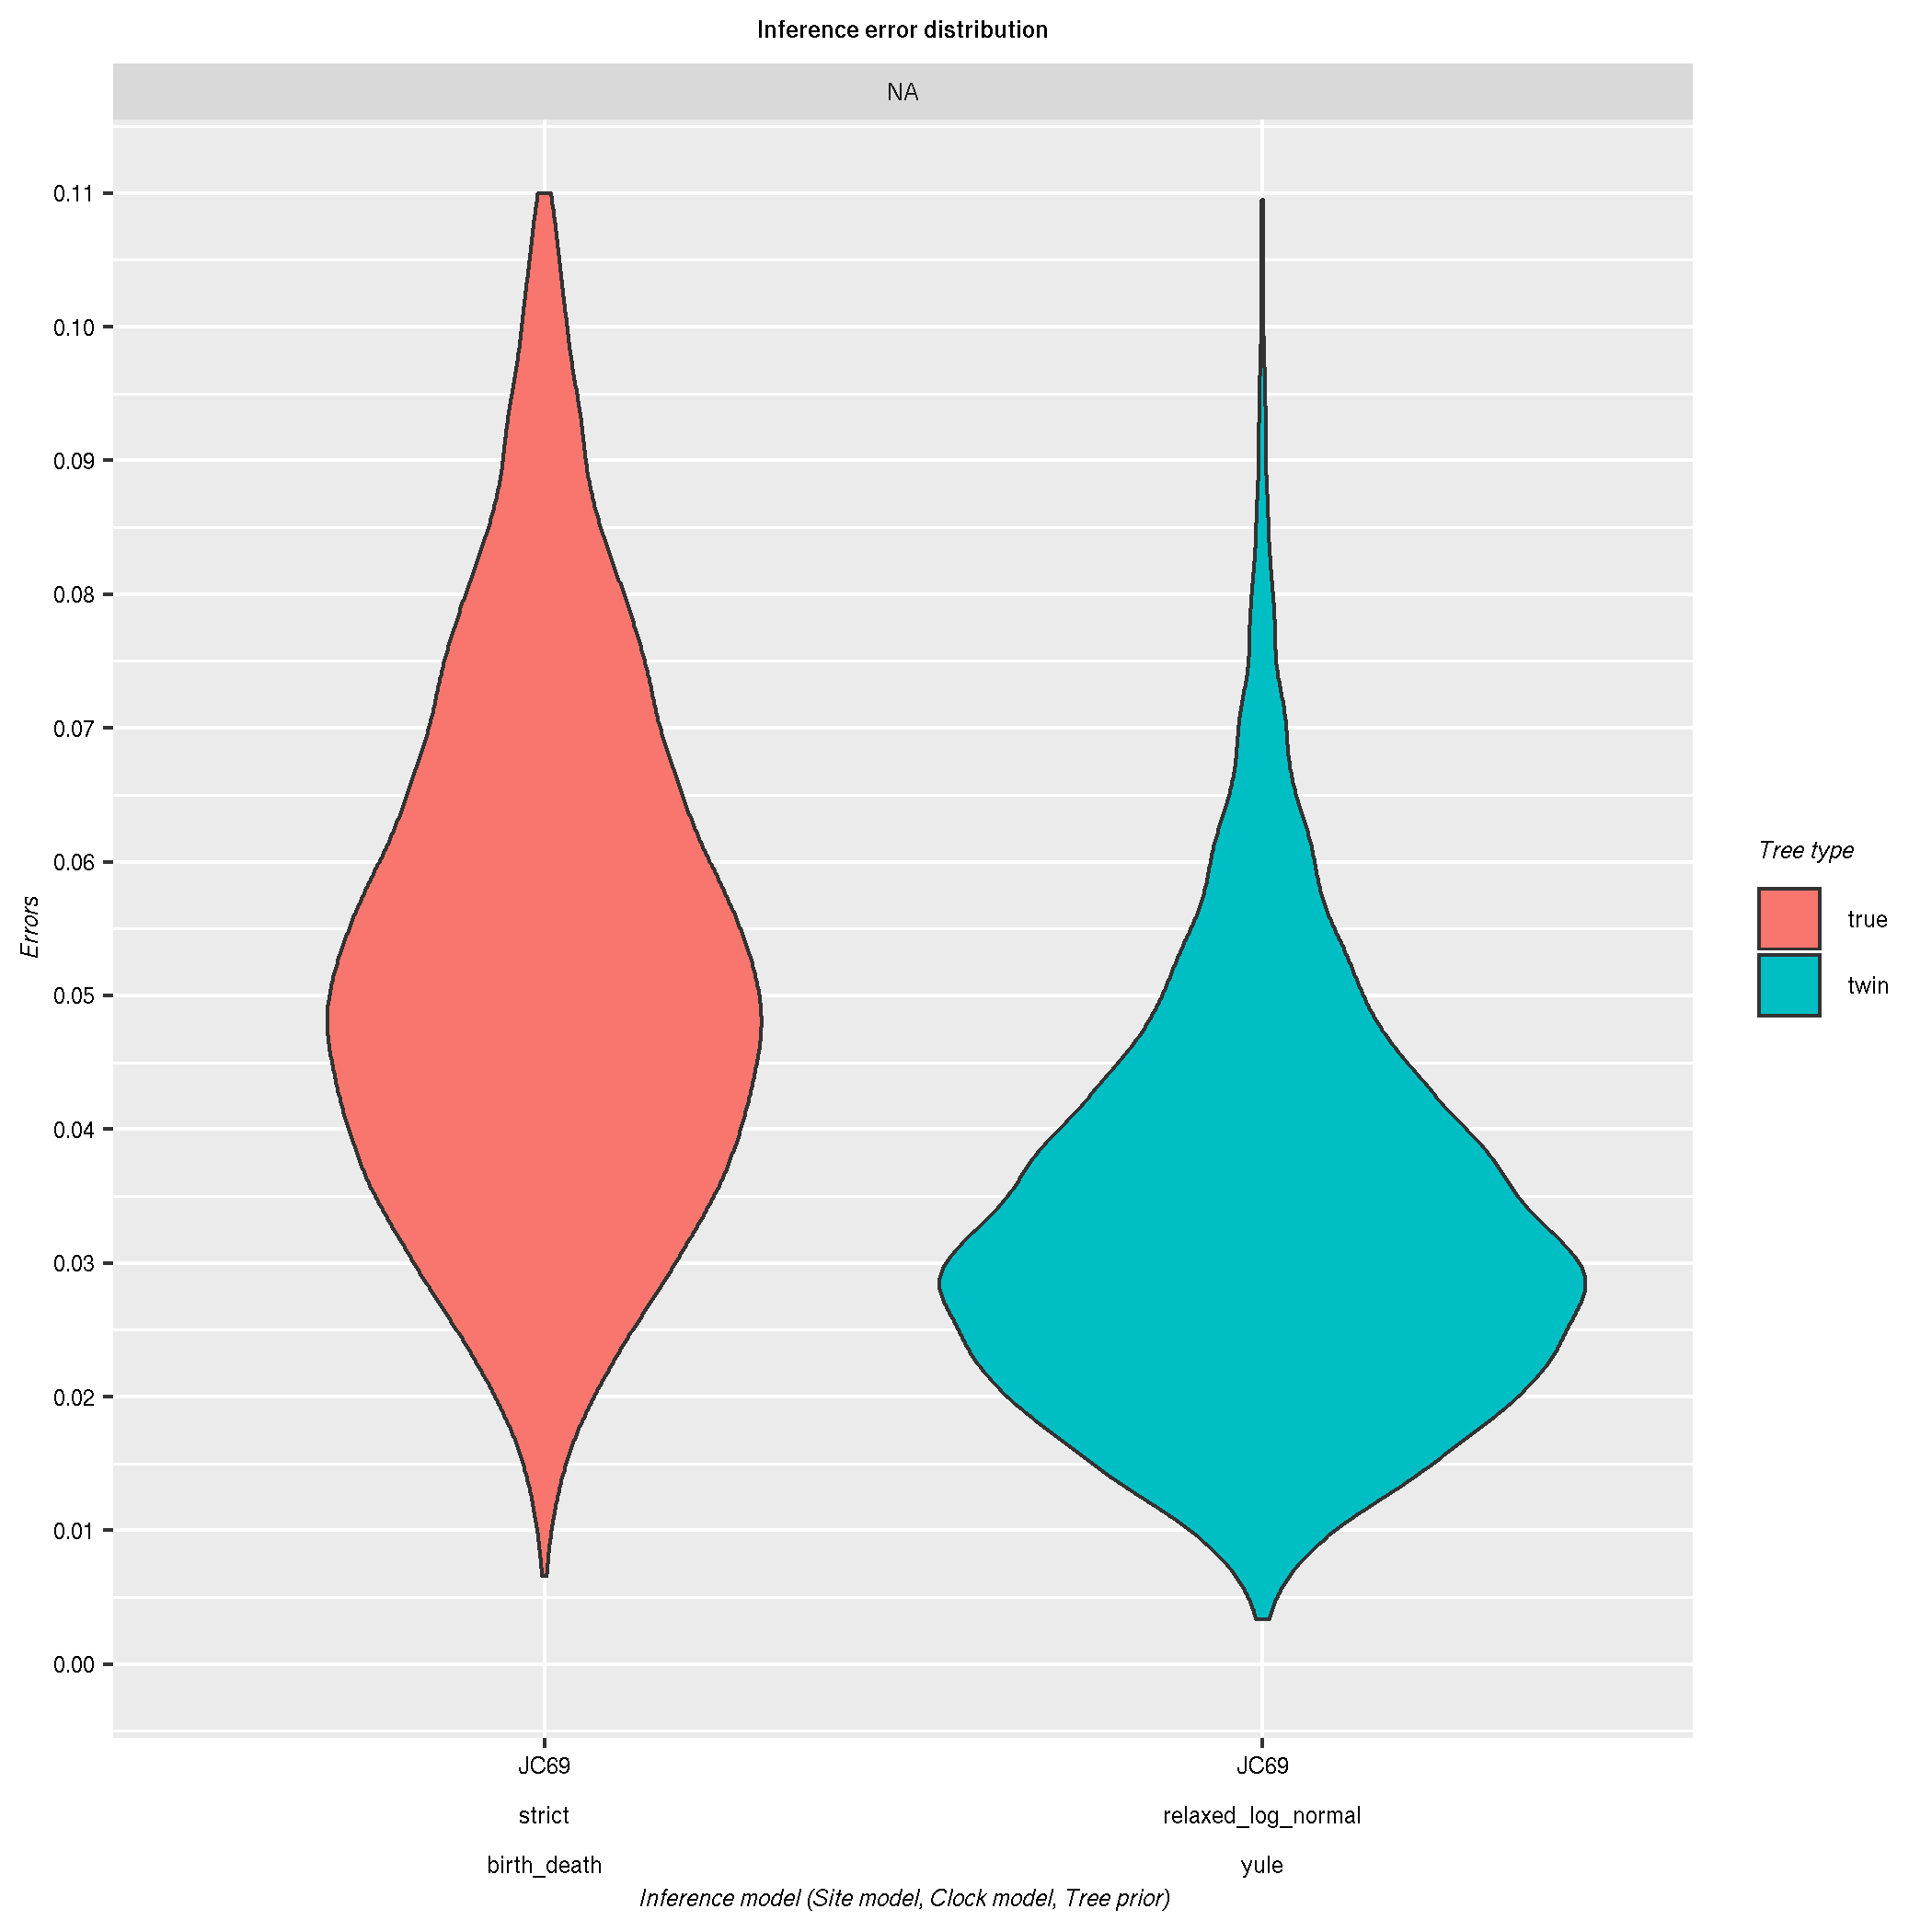 Inference error distribution
NA
0.11
0.10
0.09
0.08
0.07
0.06
0.05
0.04
0.03
0.02
0.01
0.00
Errors
JC69
strict
birth_death
JC69
relaxed_log_normal
yule
Inference model (Site model, Clock model, Tree prior)
Tree type
true
twin